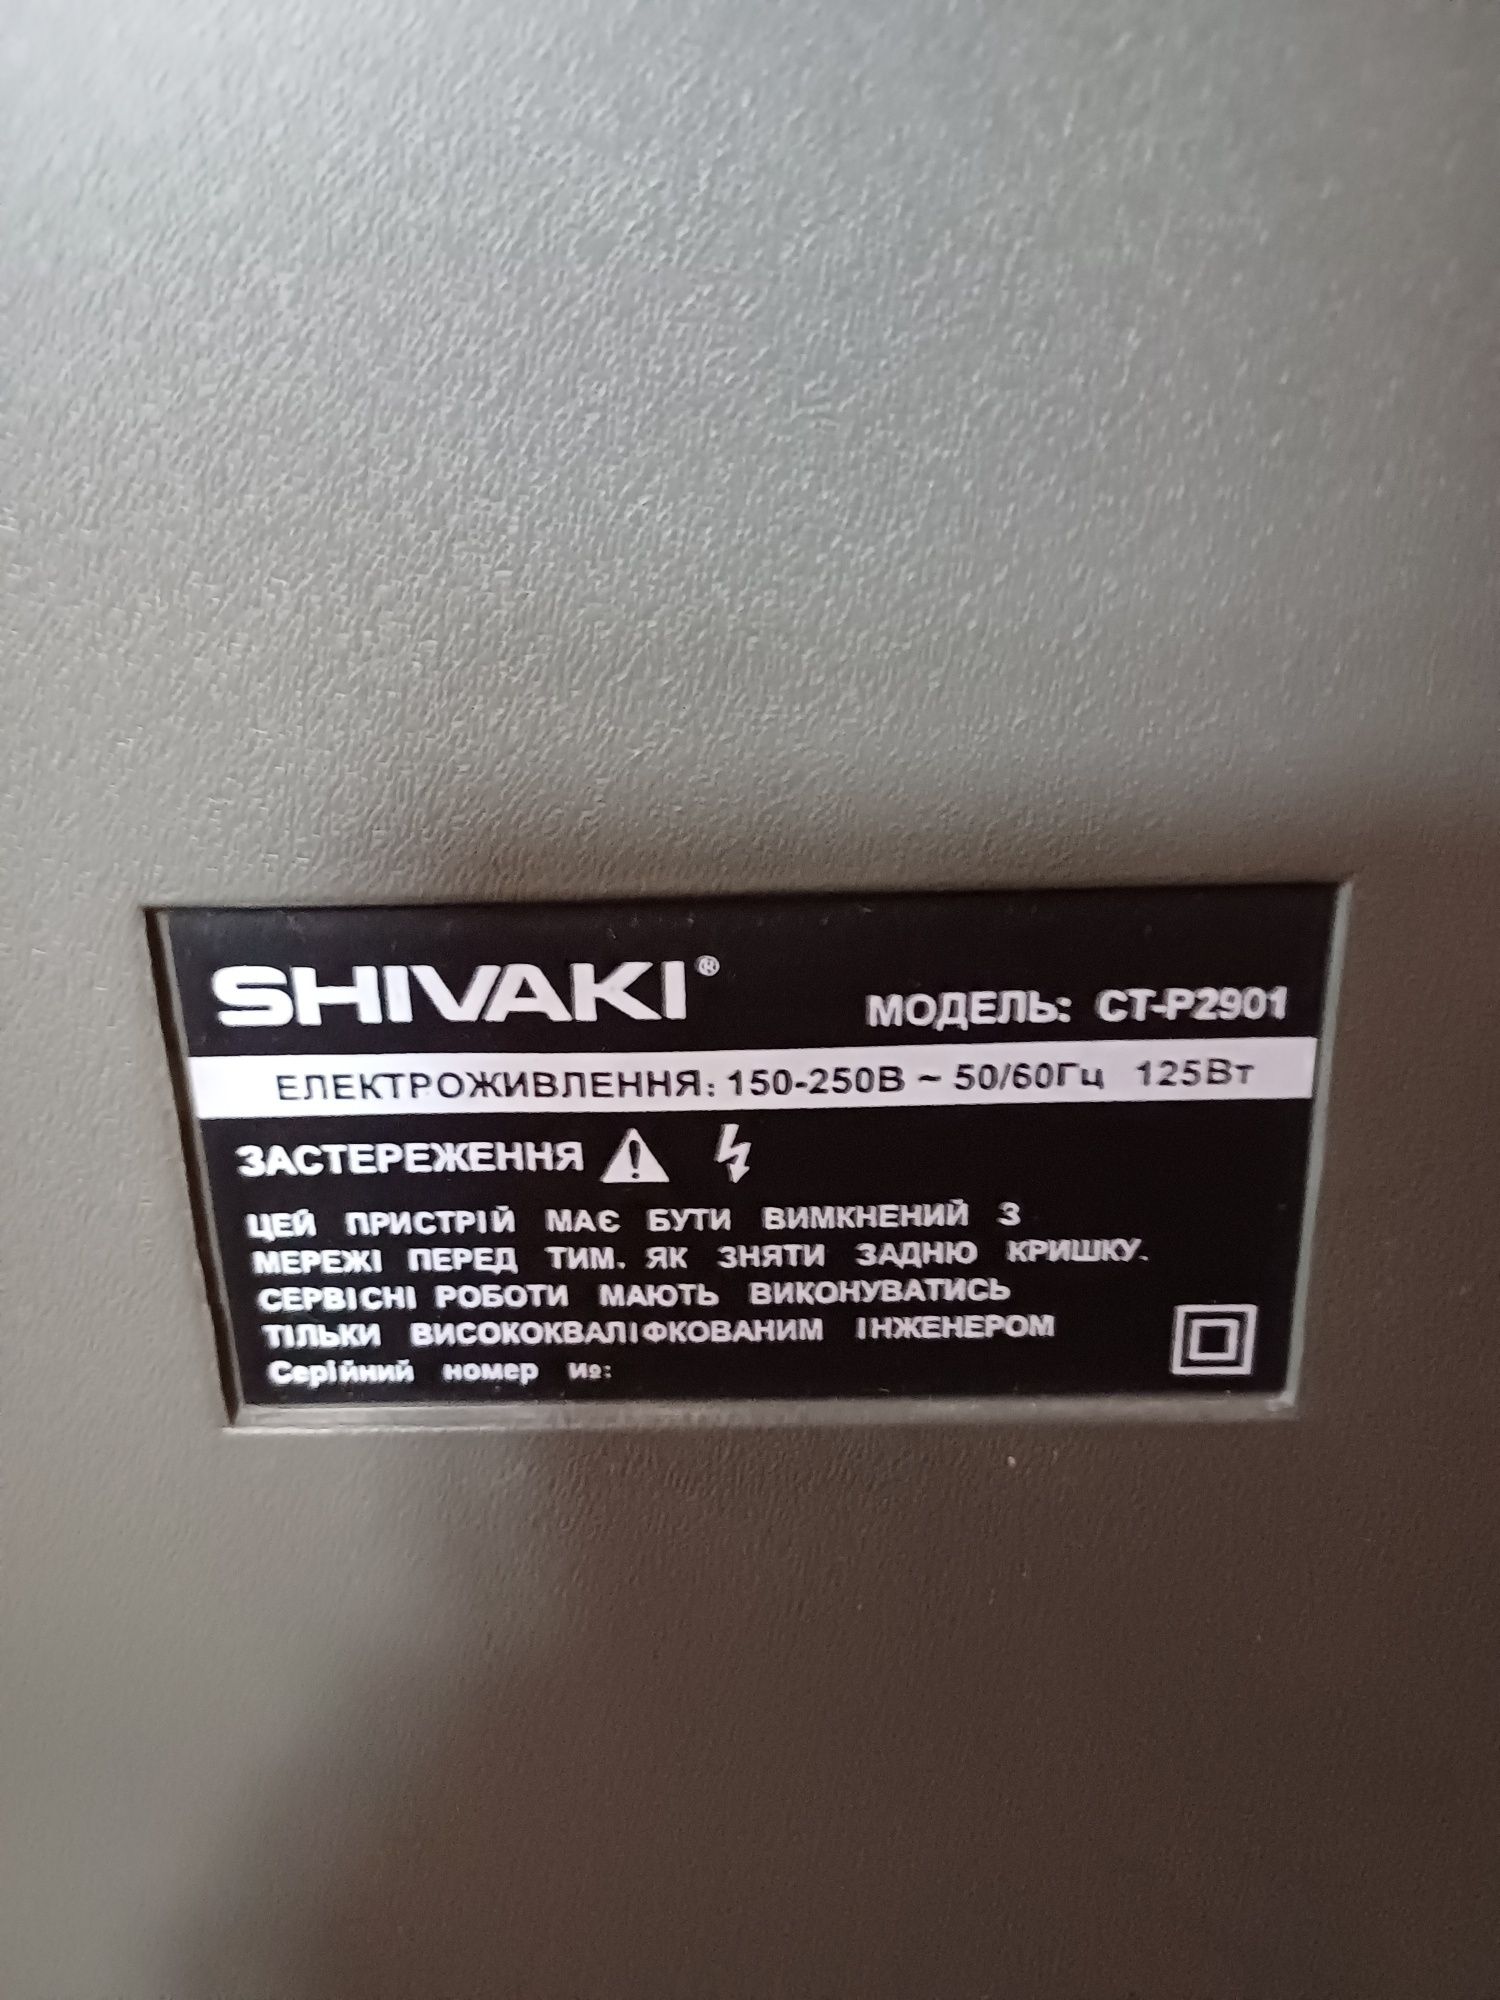 SHIVAKI® МОДЕЛЬ: CT-P2901
ЕЛЕКТРОЖИВЛЕННЯ: 150-250В ~ 50/60Гц 125Вт
ЗАСТЕРЕЖЕННЯ
ЦЕЙ ПРИСТРІЙ МАЄ БУТИ ВИМКНЕНИЙ З
МЕРЕЖІ ПЕРЕД ТИМ. ЯК ЗНЯТИ ЗАДНЮ КРИШКУ.
СЕРВІСНІ РОБОТИ МАЮТЬ ВИКОНУВАТИСЬ
ТІЛЬКИ ВИСОКОКВАЛІФКОВАНИМ ІНЖЕНЕРОМ
Серійний номер №: